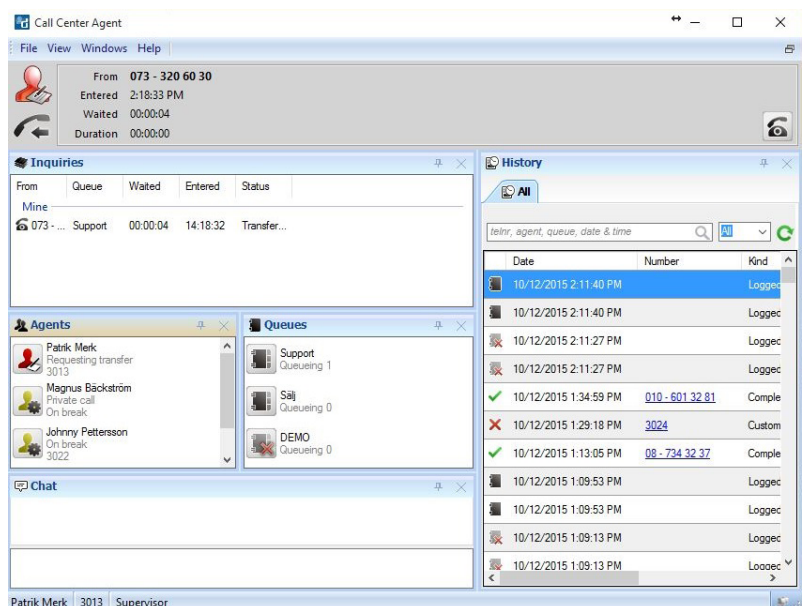 Call Center Agent
File View Windows Help
From 073 - 320 60 30
Entered 2:18:33 PM
Waited 00:00:04
Duration 00:00:00
Inquiries
From Queue Waited Entered Status
Mine
073 - ... Support 00:00:04 14:18:32 Transfer...
Agents
Patrik Merk
Requesting transfer
3013
Magnus Bäckström
Private call
On break
Johnny Pettersson
On break
3022
Queues
Support
Queueing 1
Sälj
Queueing 0
DEMO
Queueing 0
Chat
History
All
telnr, agent, queue, date & time All
Date Number Kind
10/12/2015 2:11:40 PM Logged
10/12/2015 2:11:40 PM Logged
10/12/2015 2:11:27 PM Logged
10/12/2015 2:11:27 PM Logged
10/12/2015 1:34:59 PM 010 - 601 32 81 Comple
10/12/2015 1:29:18 PM 3024 Custom
10/12/2015 1:13:05 PM 08 - 734 32 37 Comple
10/12/2015 1:09:53 PM Logged
10/12/2015 1:09:53 PM Logged
10/12/2015 1:09:13 PM Logged
10/12/2015 1:09:13 PM Logged
Patrik Merk 3013 Supervisor